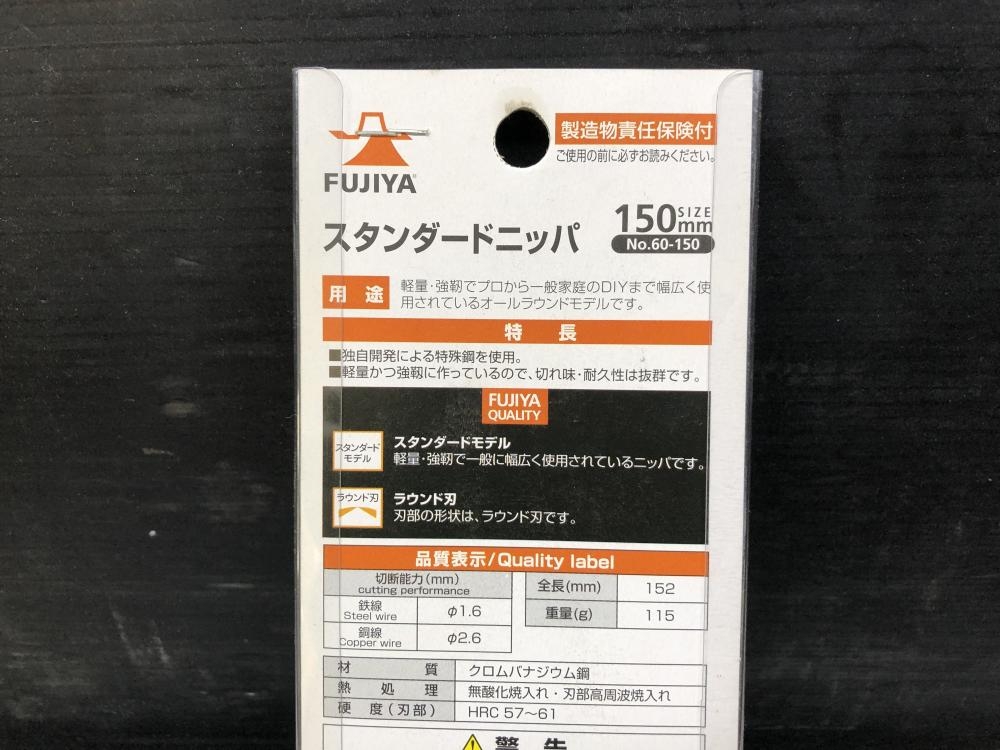 製造物責任保険付
ご使用の前に必ずお読みください。
FUJIYA
スタンダードニッパ
150mm SIZE
No.60-150
用途
軽量・強靭でプロから一般家庭のDIYまで幅広く使
用されているオールラウンドモデルです。
特長
■独自開発による特殊鋼を使用。
■軽量かつ強靱に作っているので、切れ味・耐久性は抜群です。
FUJIYA
QUALITY
スタンダード
モデル
スタンダードモデル
軽量・強靭で一般に幅広く使用されているニッパです。
ラウンド刃
ラウンド刃
刃部の形状は、ラウンド刃です。
品質表示/Quality label
切断能力(mm)
cutting performance
鉄線
Steel wire
φ1.6
銅線
Copper wire
φ2.6
全長(mm) 152
重量(g) 115
材質 クロムバナジウム鋼
熱処理 無酸化焼入れ・刃部高周波焼入れ
硬度(刃部) HRC 57〜61
警告